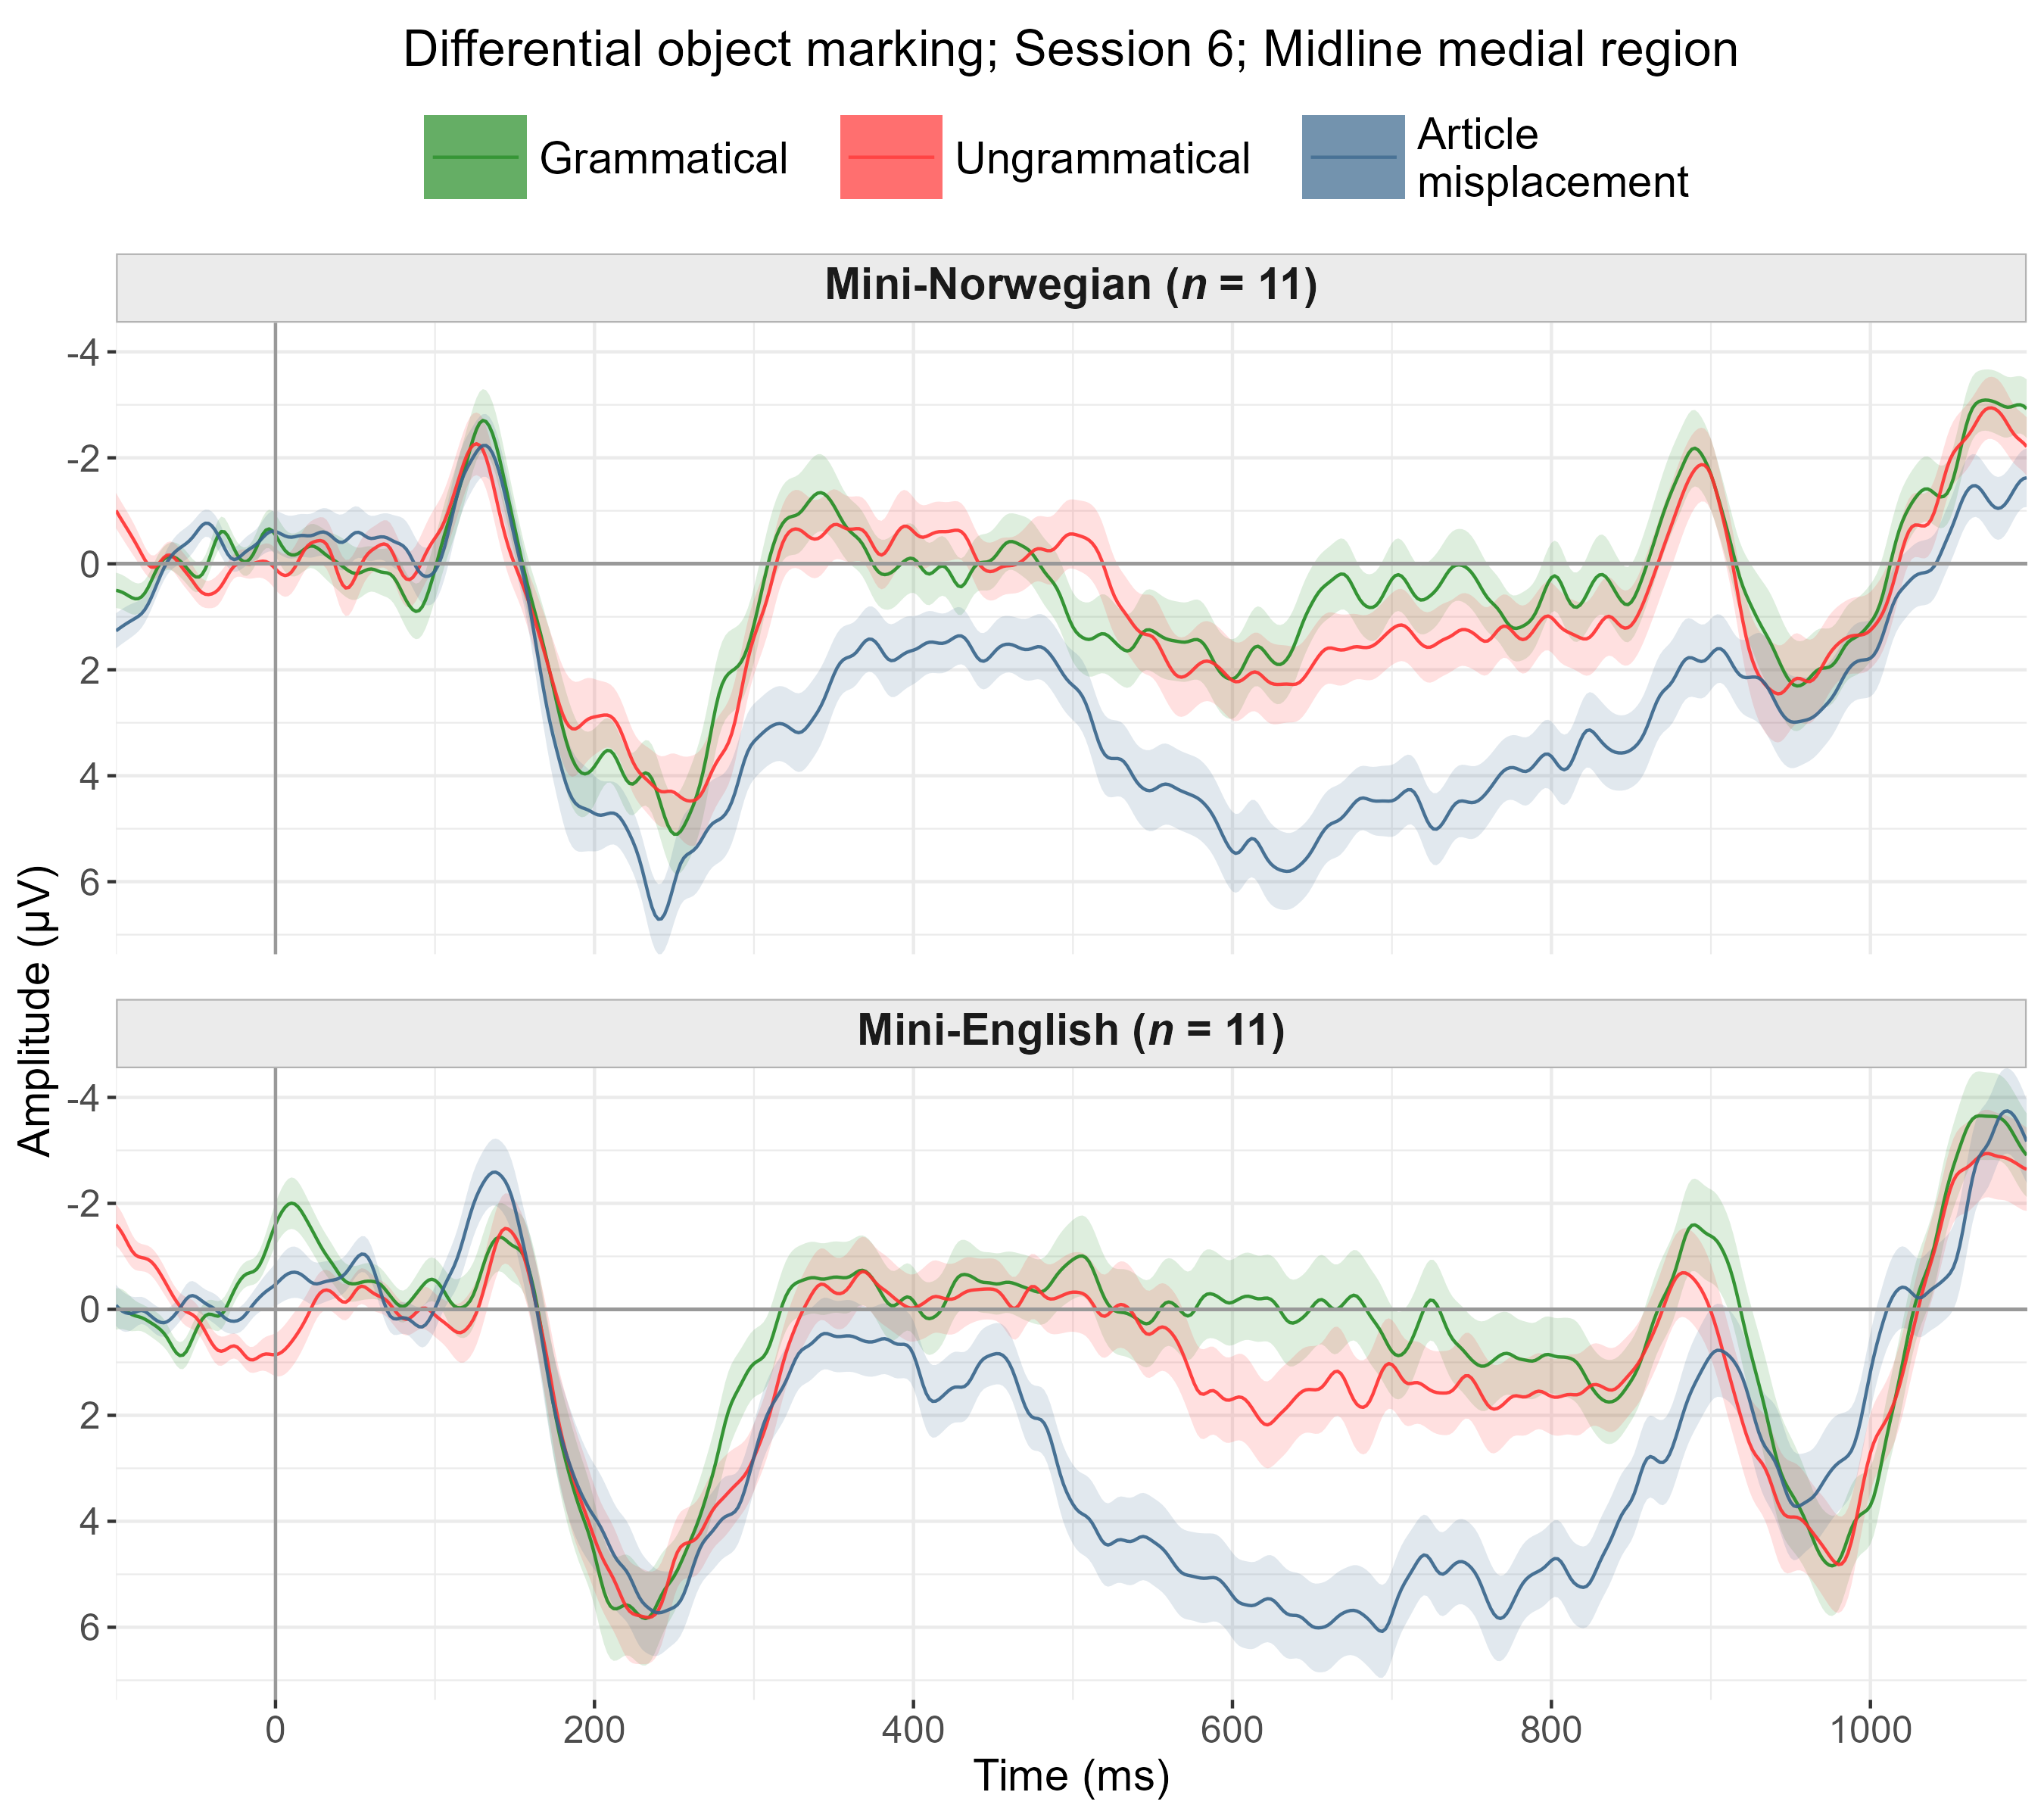 Differential object marking; Session 6; Midline medial region
Grammatical
Ungrammatical
Article
misplacement
Mini-Norwegian (n = 11)
-4
-2
0
2
4
6
Amplitude (µV)
Mini-English (n = 11)
-4
-2
0
2
4
6
0 200 400 600 800 1000
Time (ms)